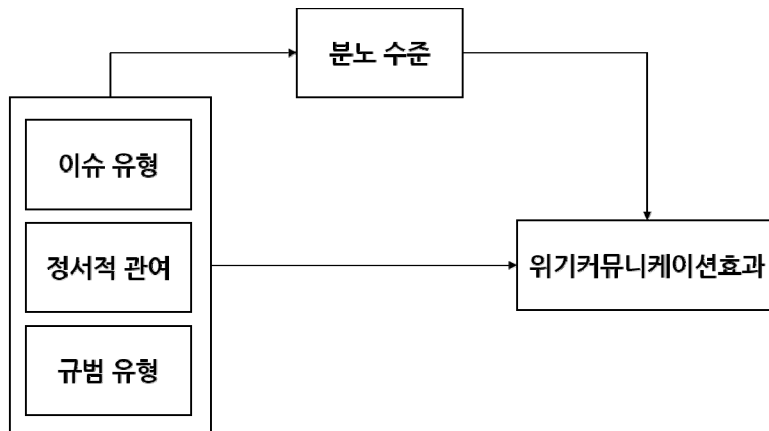 분노 수준
이슈 유형
정서적 관여
규범 유형
위기커뮤니케이션효과